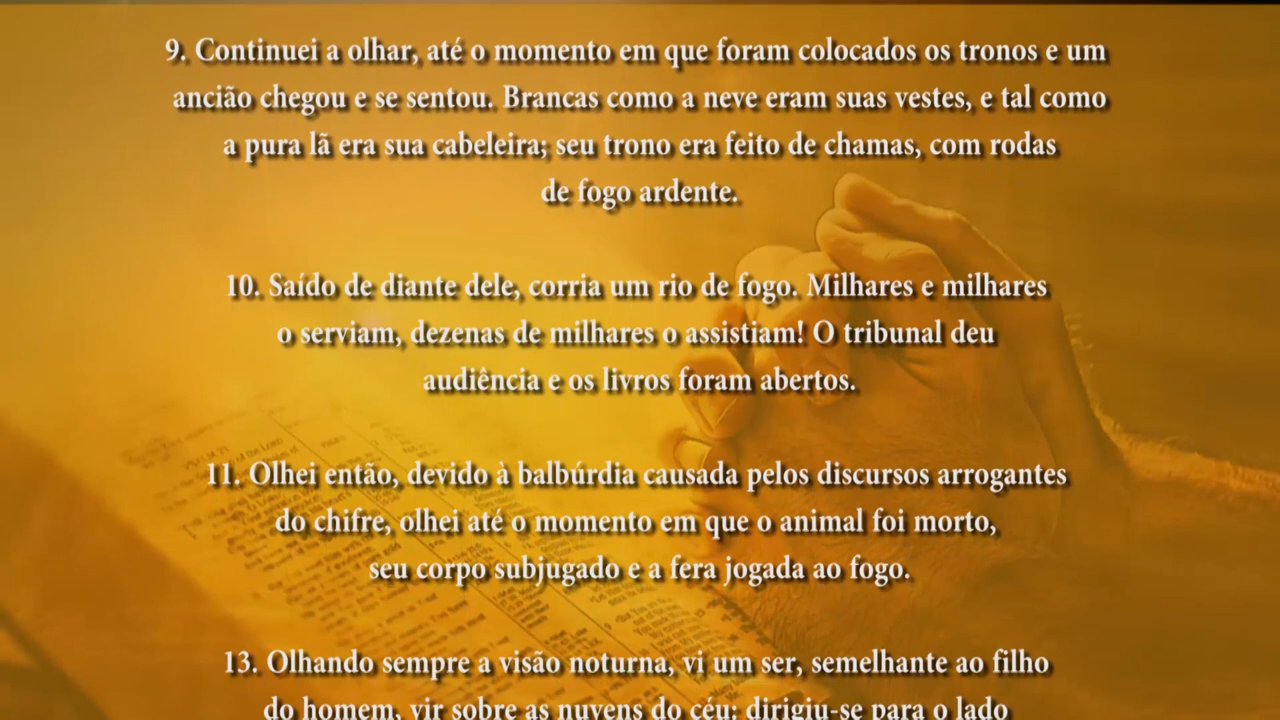 9. Continuei a olhar, até o momento em que foram colocados os tronos e um
ancião chegou e se sentou. Brancas como a neve eram suas vestes, e tal como
a pura lã era sua cabeleira; seu trono era feito de chamas, com rodas
de fogo ardente.
10. Saído de diante dele, corria um rio de fogo. Milhares e milhares
o serviam, dezenas de milhares o assistiam! O tribunal deu
audiência e os livros foram abertos.
11. Olhei então, devido à balbúrdia causada pelos discursos arrogantes
do chifre, olhei até o momento em que o animal foi morto,
seu corpo subjugado e a fera jogada ao fogo.
13. Olhando sempre a visão noturna, vi um ser, semelhante ao filho
do homem, vir sobre as nuvens do céu: dirigiu-se para o lado